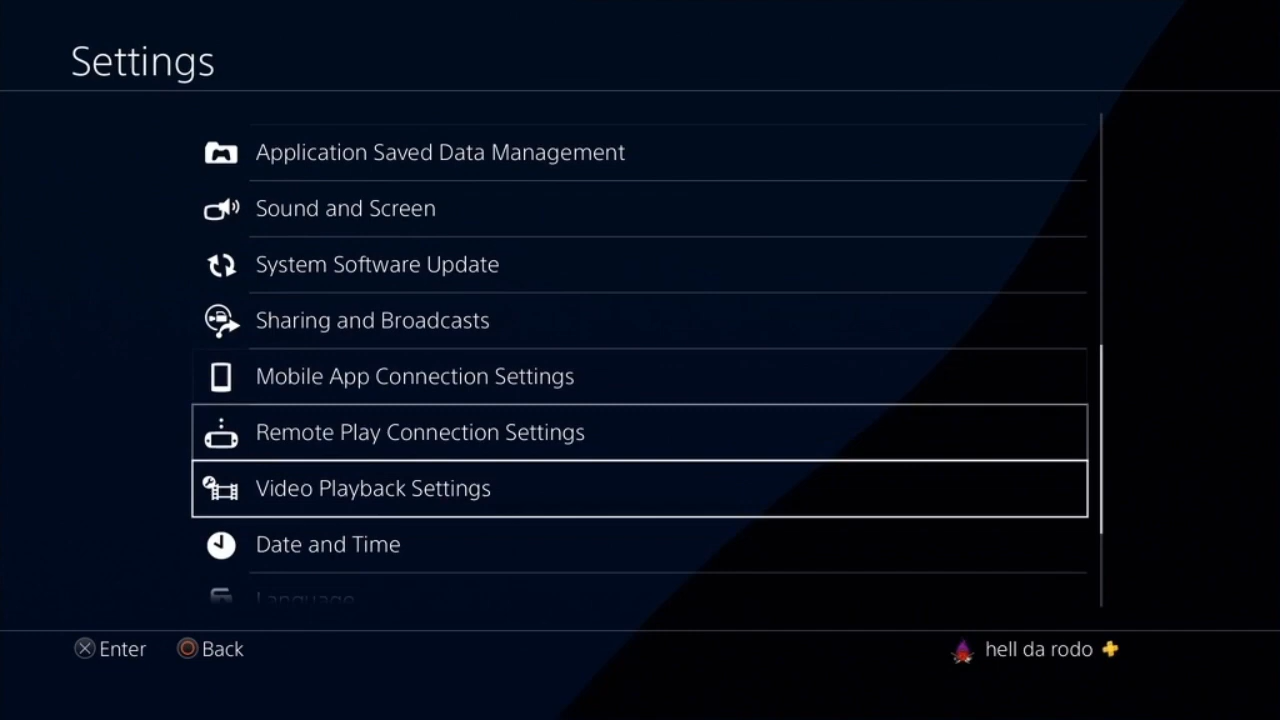 Settings
Application Saved Data Management
Sound and Screen
System Software Update
Sharing and Broadcasts
Mobile App Connection Settings
Remote Play Connection Settings
Video Playback Settings
Date and Time
Language
Enter Back hell da rodo